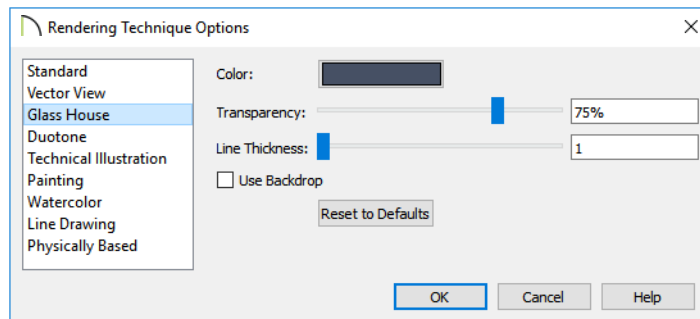 Rendering Technique Options
Standard
Vector View
Glass House
Duotone
Technical Illustration
Painting
Watercolor
Line Drawing
Physically Based
Color:
Transparency:
75%
Line Thickness:
1
Use Backdrop
Reset to Defaults
OK
Cancel
Help